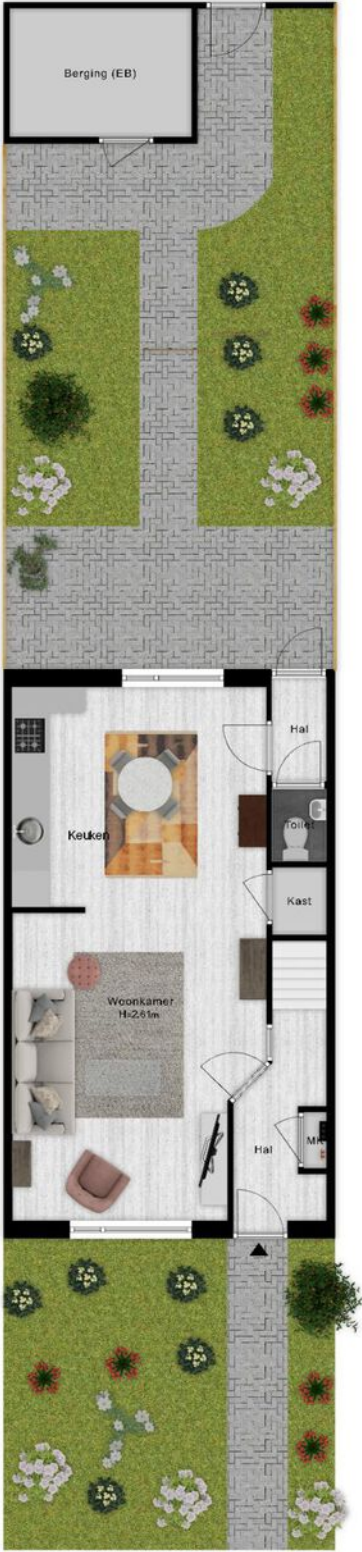 Berging (EB)
Hal
Toilet
Keuken
Kast
Woonkamer
H=2.61m
Hal
MK